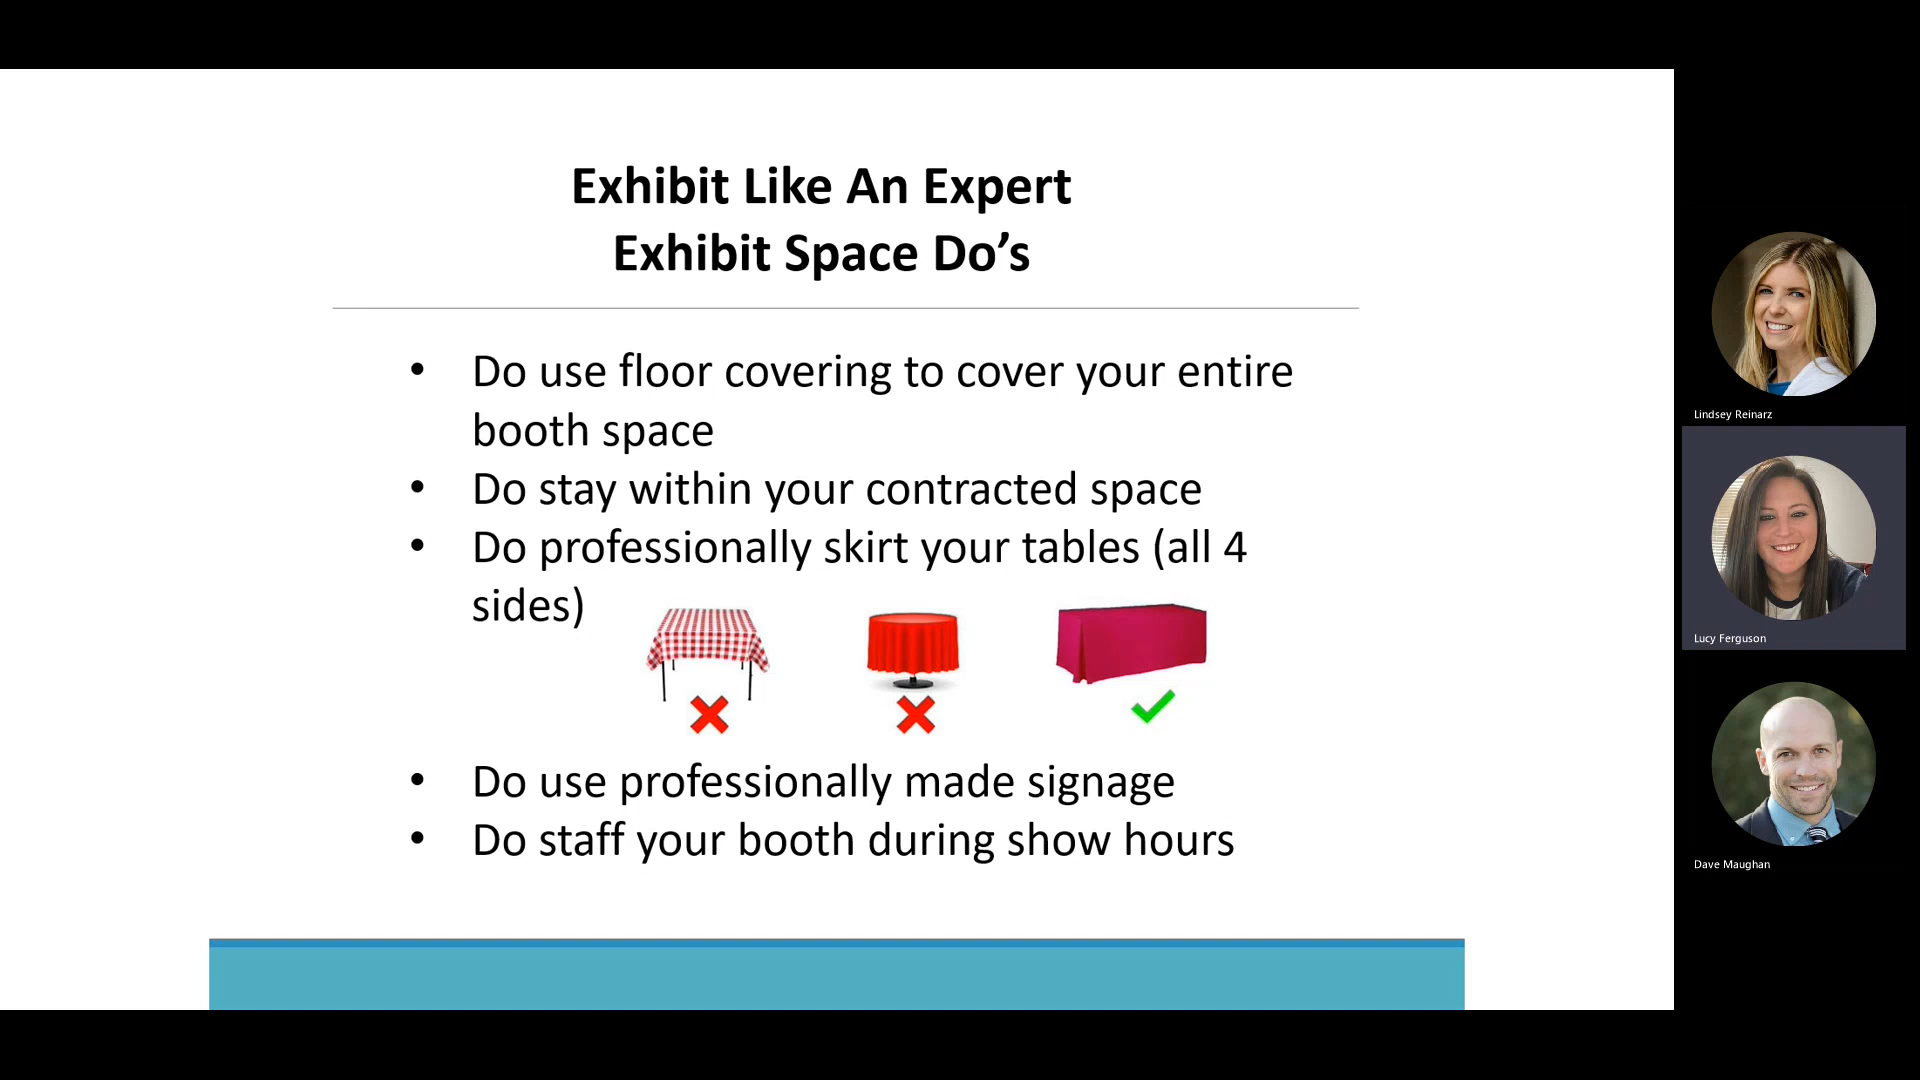 Exhibit Like An Expert
Exhibit Space Do’s
• Do use floor covering to cover your entire
booth space
• Do stay within your contracted space
• Do professionally skirt your tables (all 4
sides)
• Do use professionally made signage
• Do staff your booth during show hours
Lindsey Reinarz
Lucy Ferguson
Dave Maughan